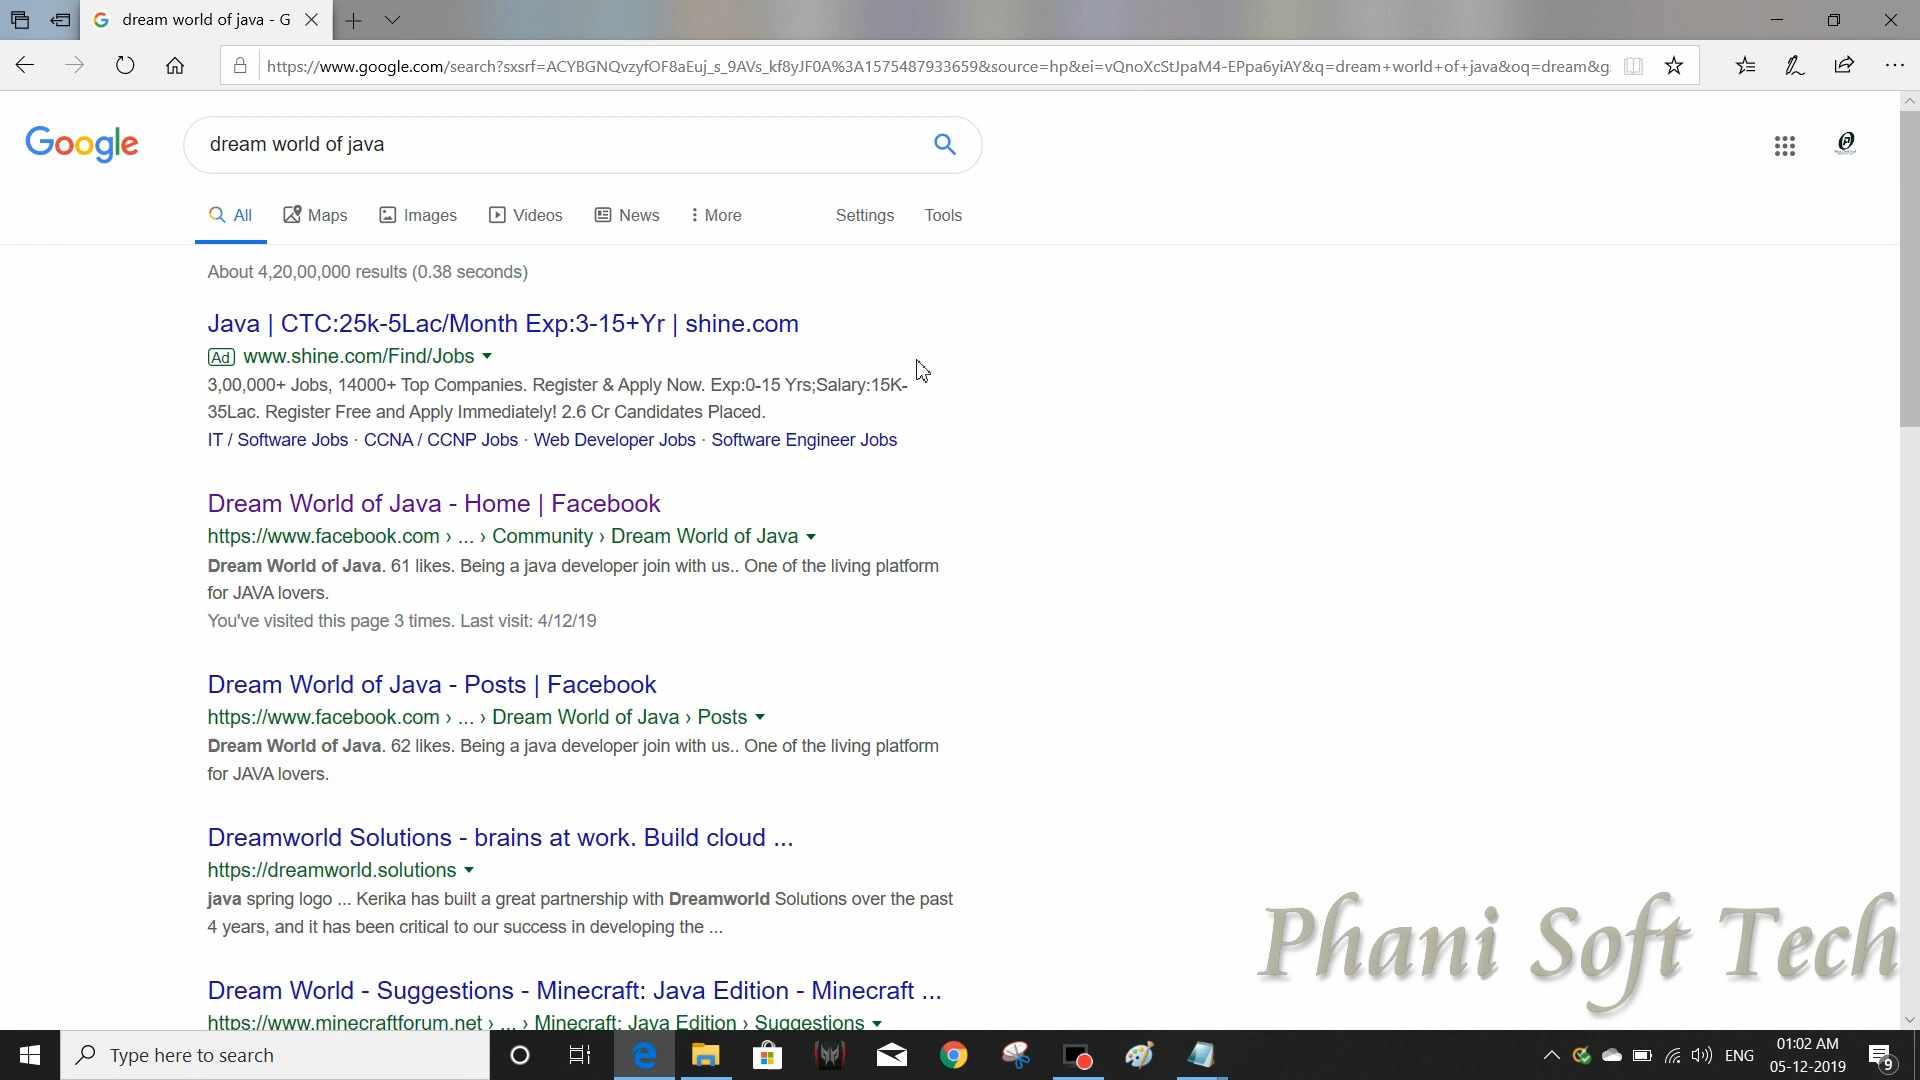 dream world of java - G
https://www.google.com/search?sxsrf=ACYBGNQvzyfOF8aEuj_s_9AVs_kf8yJF0A%3A1575487933659&source=hp&ei=vQnoXcStJpaM4-EPpa6yiAY&q=dream+world+of+java&oq=dream&g
Google
dream world of java
All Maps Images Videos News More Settings Tools
About 4,20,00,000 results (0.38 seconds)
Java | CTC:25k-5Lac/Month Exp:3-15+Yr | shine.com
Ad www.shine.com/Find/Jobs
3,00,000+ Jobs, 14000+ Top Companies. Register & Apply Now. Exp:0-15 Yrs;Salary:15K-
35Lac. Register Free and Apply Immediately! 2.6 Cr Candidates Placed.
IT / Software Jobs · CCNA / CCNP Jobs · Web Developer Jobs · Software Engineer Jobs
Dream World of Java - Home | Facebook
https://www.facebook.com › ... › Community › Dream World of Java
Dream World of Java. 61 likes. Being a java developer join with us.. One of the living platform
for JAVA lovers.
You've visited this page 3 times. Last visit: 4/12/19
Dream World of Java - Posts | Facebook
https://www.facebook.com › ... › Dream World of Java › Posts
Dream World of Java. 62 likes. Being a java developer join with us.. One of the living platform
for JAVA lovers.
Dreamworld Solutions - brains at work. Build cloud ...
https://dreamworld.solutions
java spring logo ... Kerika has built a great partnership with Dreamworld Solutions over the past
4 years, and it has been critical to our success in developing the ...
Phani Soft Tech
Dream World - Suggestions - Minecraft: Java Edition - Minecraft ...
https://www.minecraftforum.net › ... › Minecraft: Java Edition › Suggestions
Type here to search
ENG
01:02 AM
05-12-2019
9